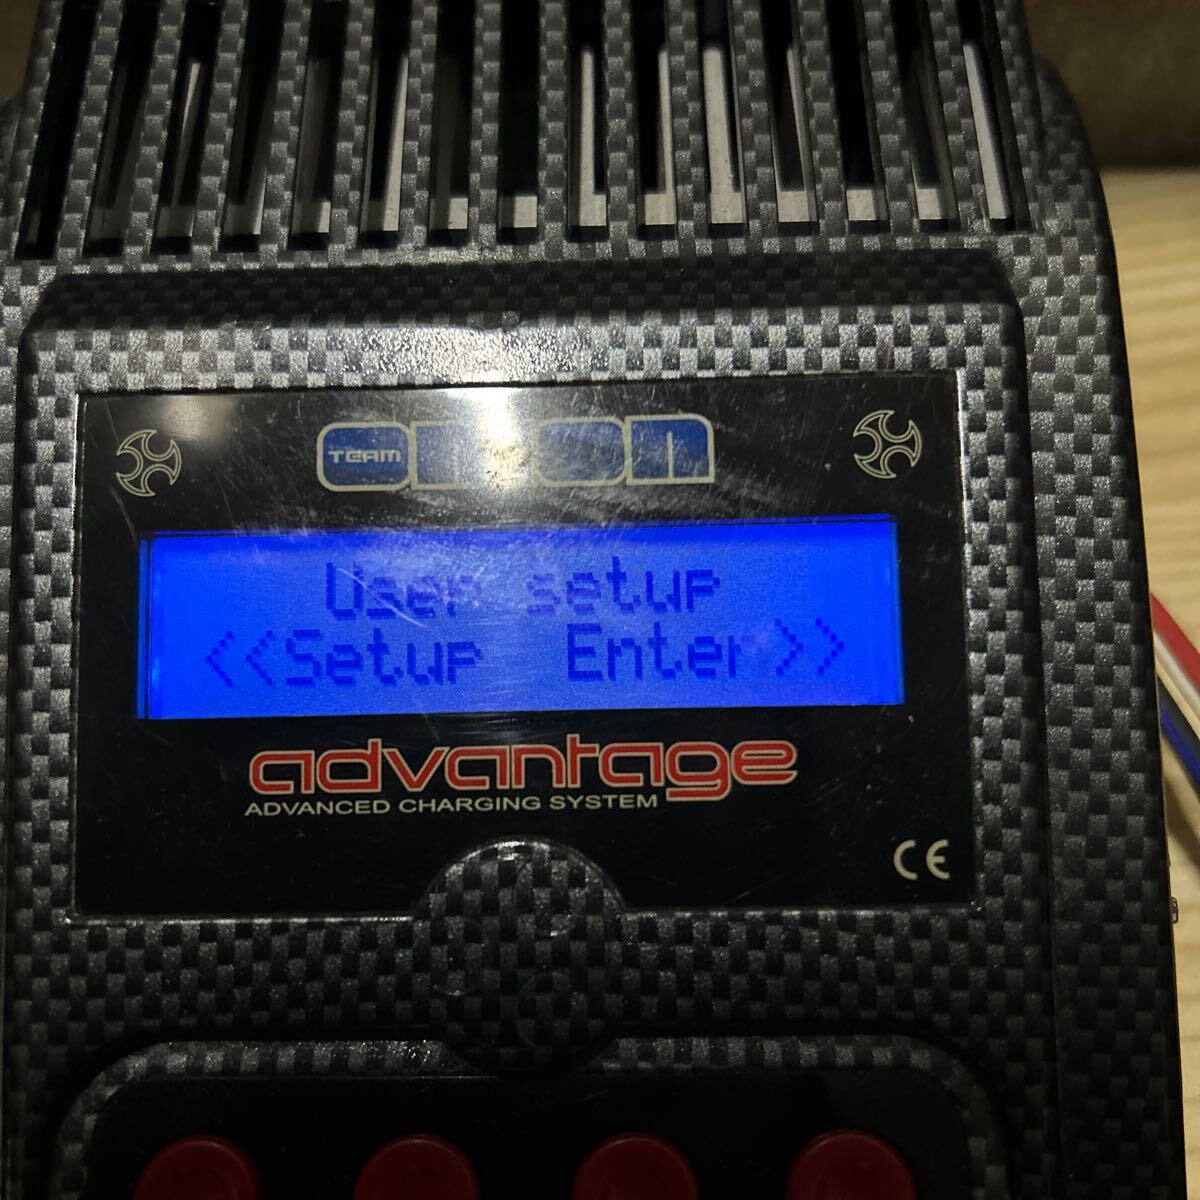 TEAM orion
User setup
<<Setup Enter>>
advantage
ADVANCED CHARGING SYSTEM
CE